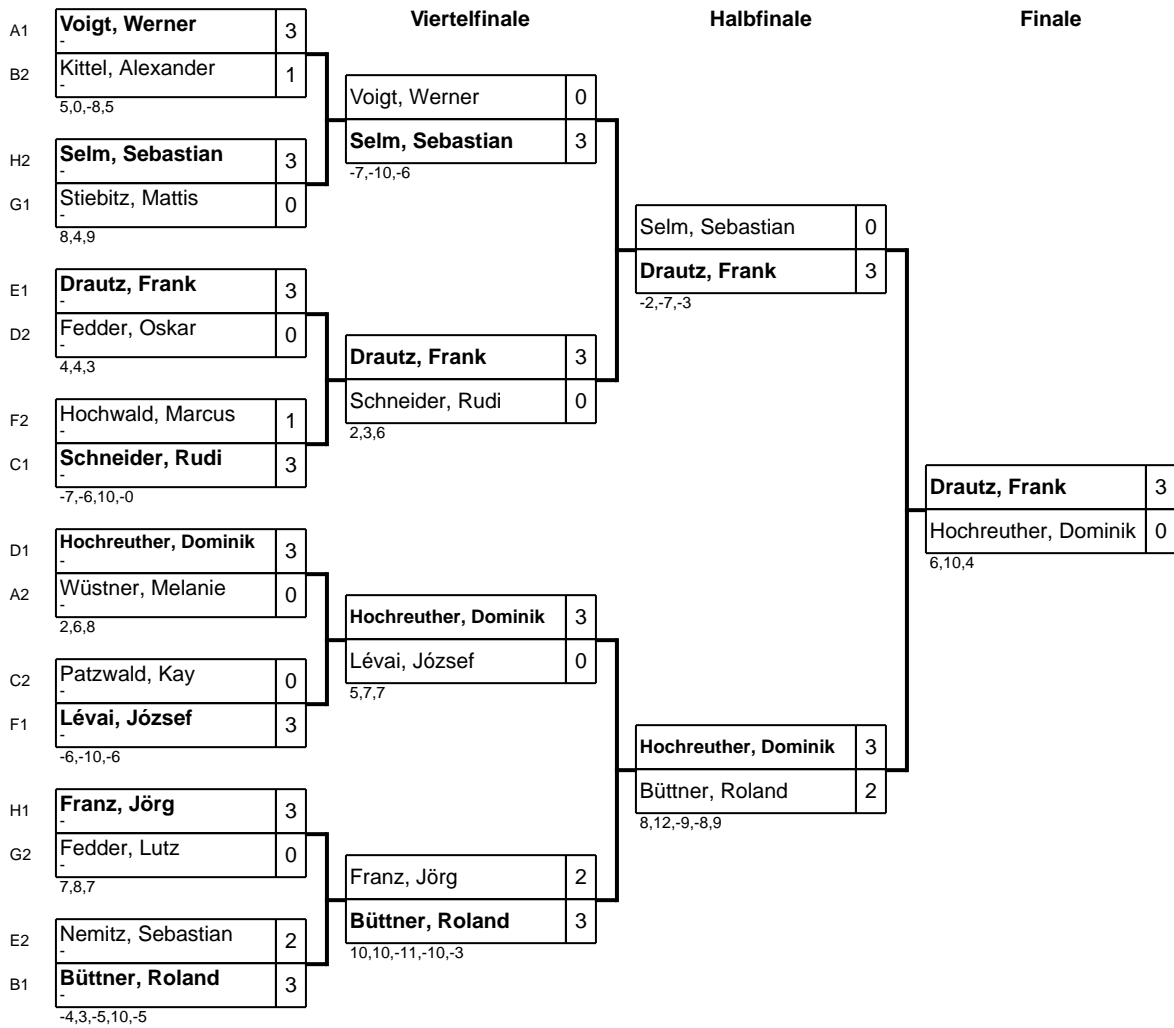 Viertelfinale Halbfinale Finale
A1 Voigt, Werner 3
-
B2 Kittel, Alexander 1
-
5,0,-8,5
H2 Selm, Sebastian 3
-
G1 Stiebitz, Mattis 0
-
8,4,9
E1 Drautz, Frank 3
-
D2 Fedder, Oskar 0
-
4,4,3
F2 Hochwald, Marcus 1
-
C1 Schneider, Rudi 3
-
-7,-6,10,-0
D1 Hochreuther, Dominik 3
-
A2 Wüstner, Melanie 0
-
2,6,8
C2 Patzwald, Kay 0
-
F1 Lévai, József 3
-
-6,-10,-6
H1 Franz, Jörg 3
-
G2 Fedder, Lutz 0
-
7,8,7
E2 Nemitz, Sebastian 2
-
B1 Büttner, Roland 3
-
-4,3,-5,10,-5
Voigt, Werner 0
Selm, Sebastian 3
-7,-10,-6
Drautz, Frank 3
Schneider, Rudi 0
2,3,6
Hochreuther, Dominik 3
Lévai, József 0
5,7,7
Franz, Jörg 2
Büttner, Roland 3
10,10,-11,-10,-3
Selm, Sebastian 0
Drautz, Frank 3
-2,-7,-3
Hochreuther, Dominik 3
Büttner, Roland 2
8,12,-9,-8,9
Drautz, Frank 3
Hochreuther, Dominik 0
6,10,4